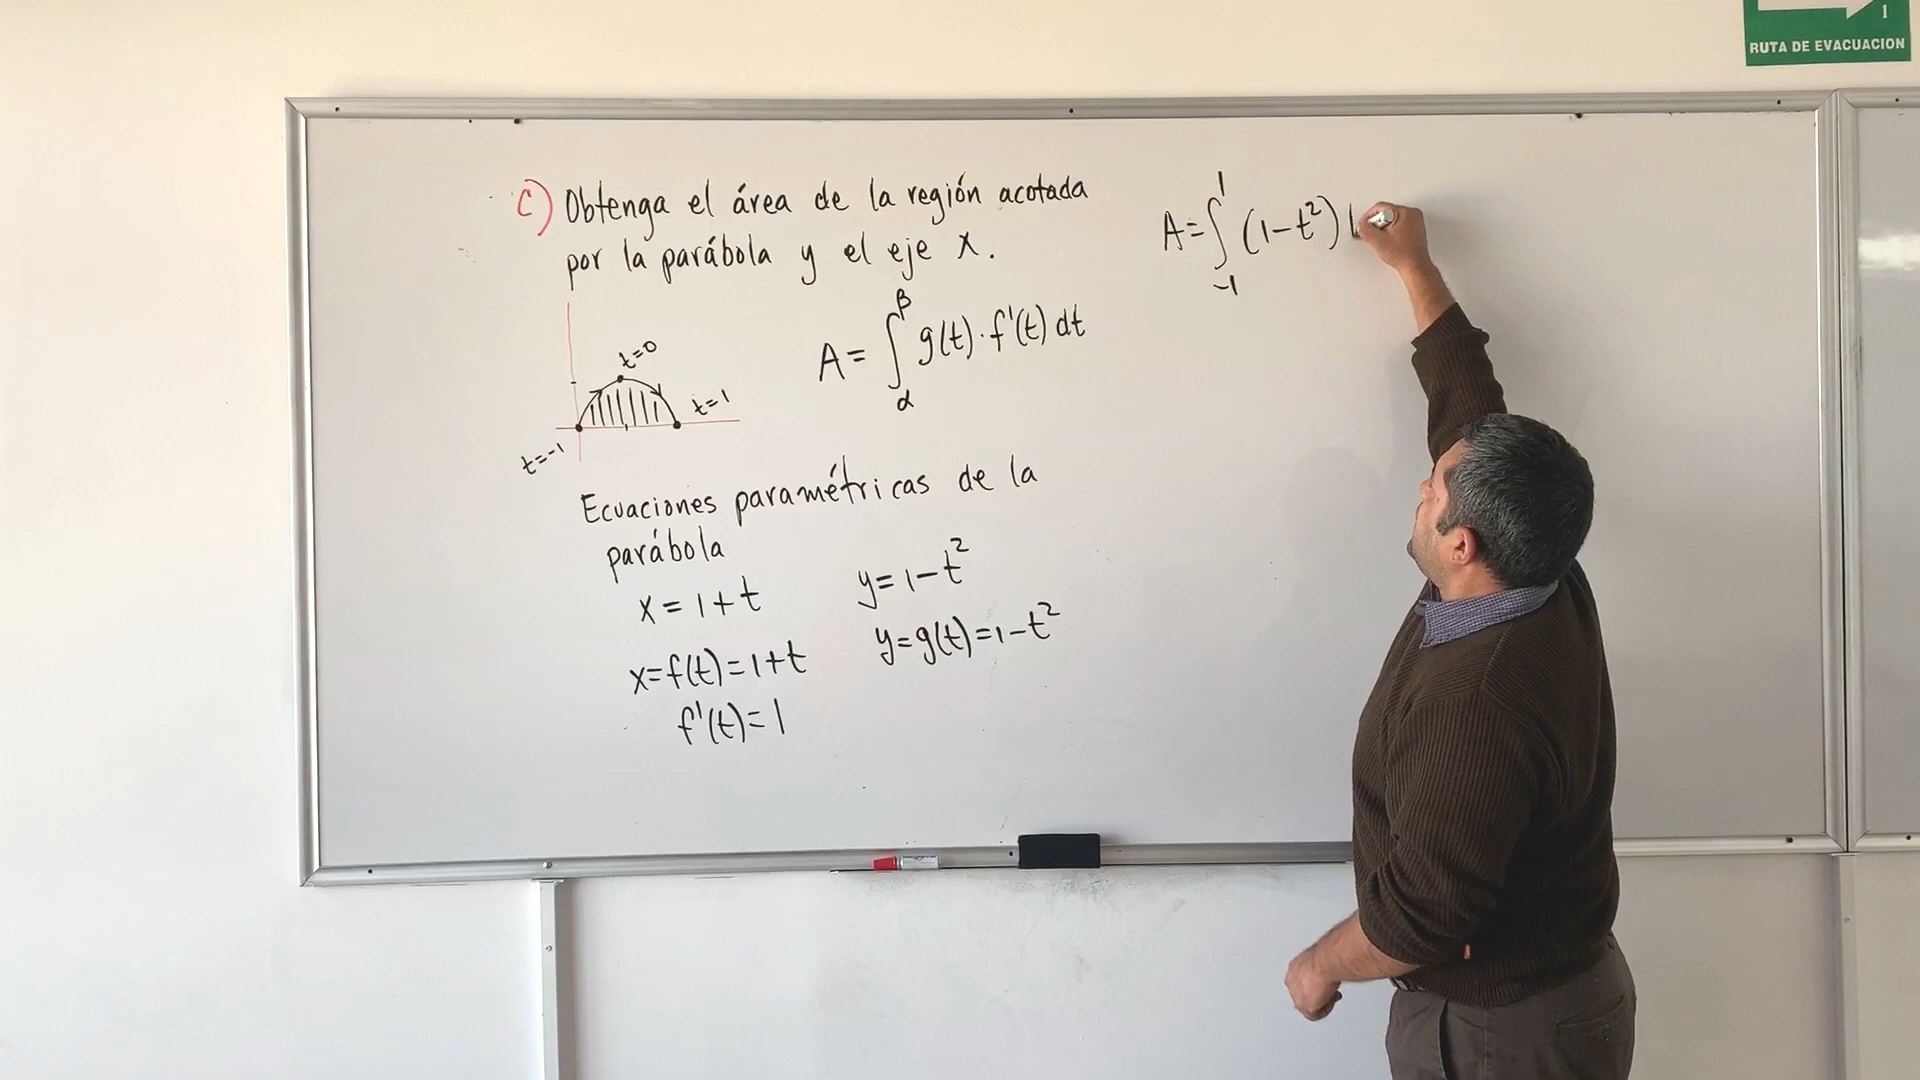 1
RUTA DE EVACUACION
c) Obtenga el área de la región acotada
por la parábola y el eje x.
t=0
t=1
t=-1
A = ∫_α^β g(t)·f'(t) dt
Ecuaciones paramétricas de la
parábola
x = 1+t y = 1-t²
x=f(t)=1+t y=g(t)=1-t²
f'(t)=1
A=∫_-1^1 (1-t²)